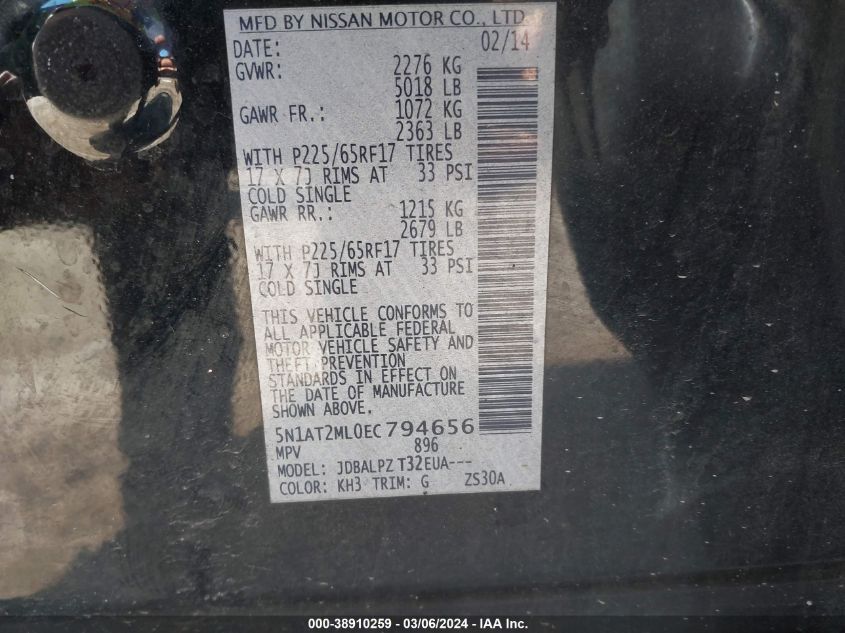 MFD BY NISSAN MOTOR CO., LTD
DATE: 02/14
GVWR: 2276 KG
5018 LB
GAWR FR.: 1072 KG
2363 LB
WITH P225/65RF17 TIRES
17 X 7J RIMS AT 33 PSI
COLD SINGLE
GAWR RR.: 1215 KG
2679 LB
WITH P225/65RF17 TIRES
17 X 7J RIMS AT 33 PSI
COLD SINGLE
THIS VEHICLE CONFORMS TO
ALL APPLICABLE FEDERAL
MOTOR VEHICLE SAFETY AND
THEFT PREVENTION
STANDARDS IN EFFECT ON
THE DATE OF MANUFACTURE
SHOWN ABOVE.
5N1AT2ML0EC794656
MPV 896
MODEL: JDBALPZ T32EUA---
COLOR: KH3 TRIM: G ZS30A
000-38910259 - 03/06/2024 - IAA Inc.